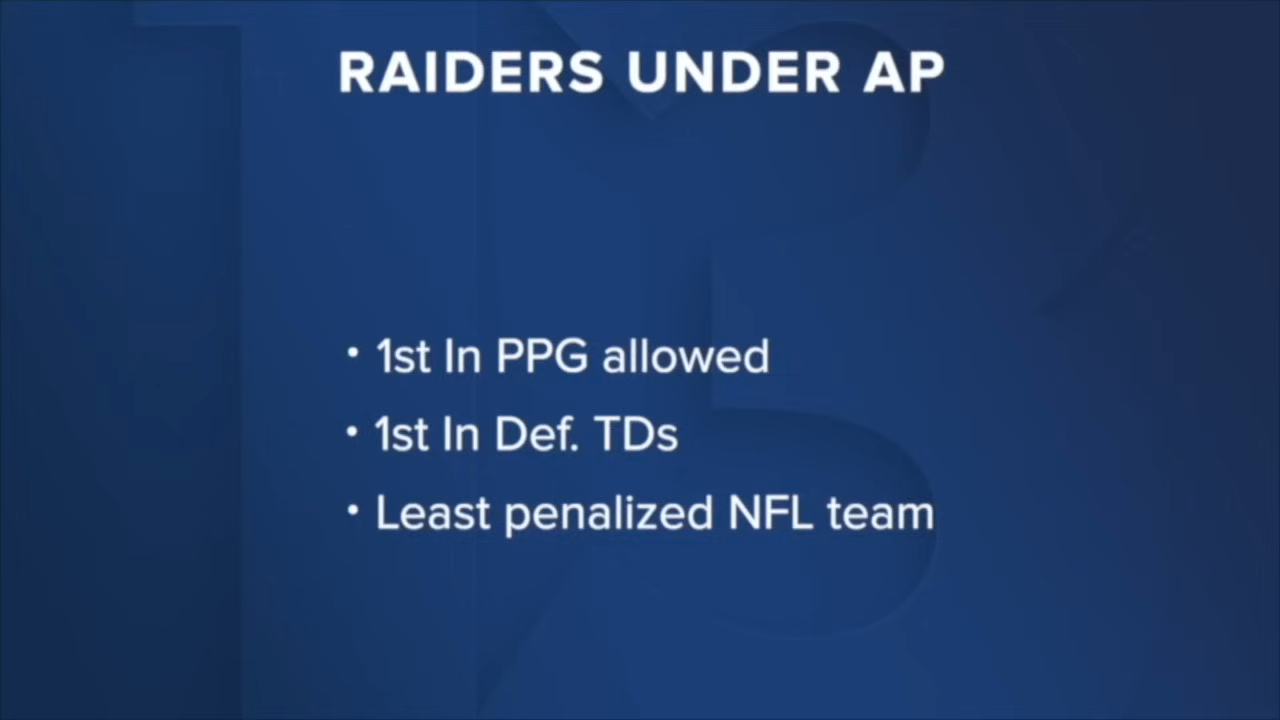 RAIDERS UNDER AP
• 1st In PPG allowed
• 1st In Def. TDs
• Least penalized NFL team